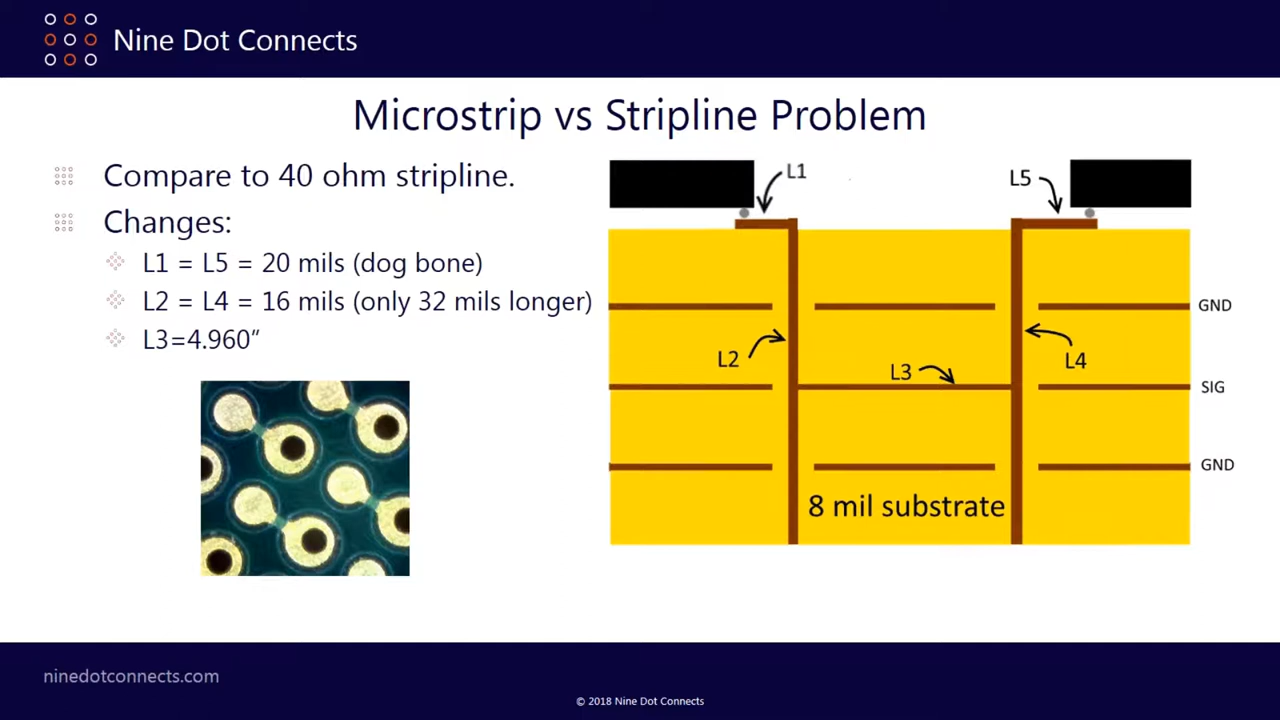 Nine Dot Connects
Microstrip vs Stripline Problem
Compare to 40 ohm stripline.
Changes:
L1 = L5 = 20 mils (dog bone)
L2 = L4 = 16 mils (only 32 mils longer)
L3=4.960”
L1
L5
GND
L2
L4
L3
SIG
GND
8 mil substrate
ninedotconnects.com
© 2018 Nine Dot Connects